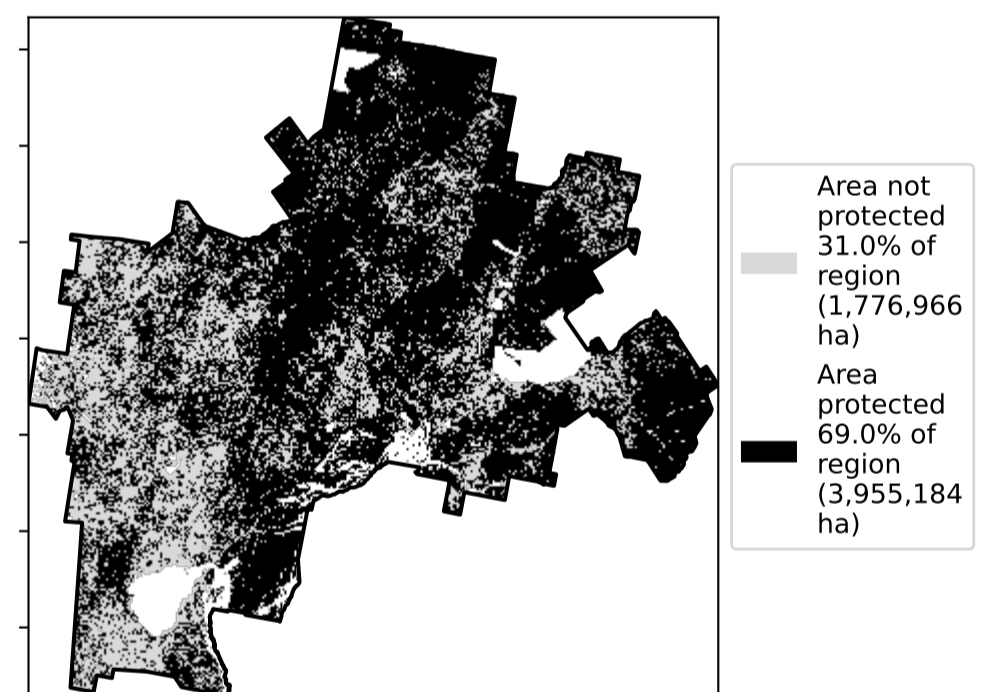 Area not
protected
31.0% of
region
(1,776,966
ha)
Area
protected
69.0% of
region
(3,955,184
ha)